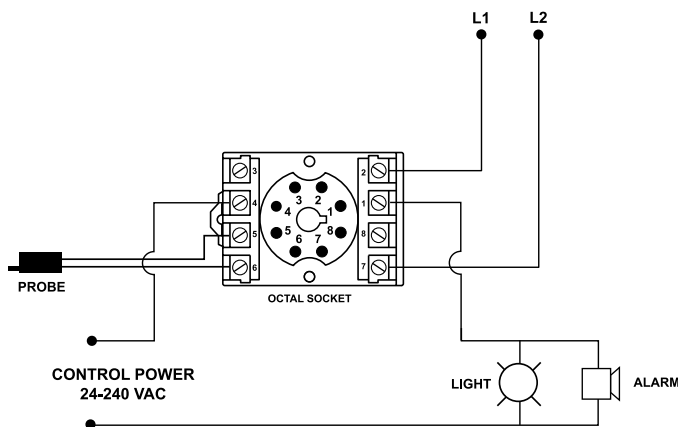 L1 L2
3 2
3 2
4 4 1 1
5 5 8 8
6 6 7 7
PROBE
OCTAL SOCKET
CONTROL POWER
24-240 VAC
LIGHT
ALARM